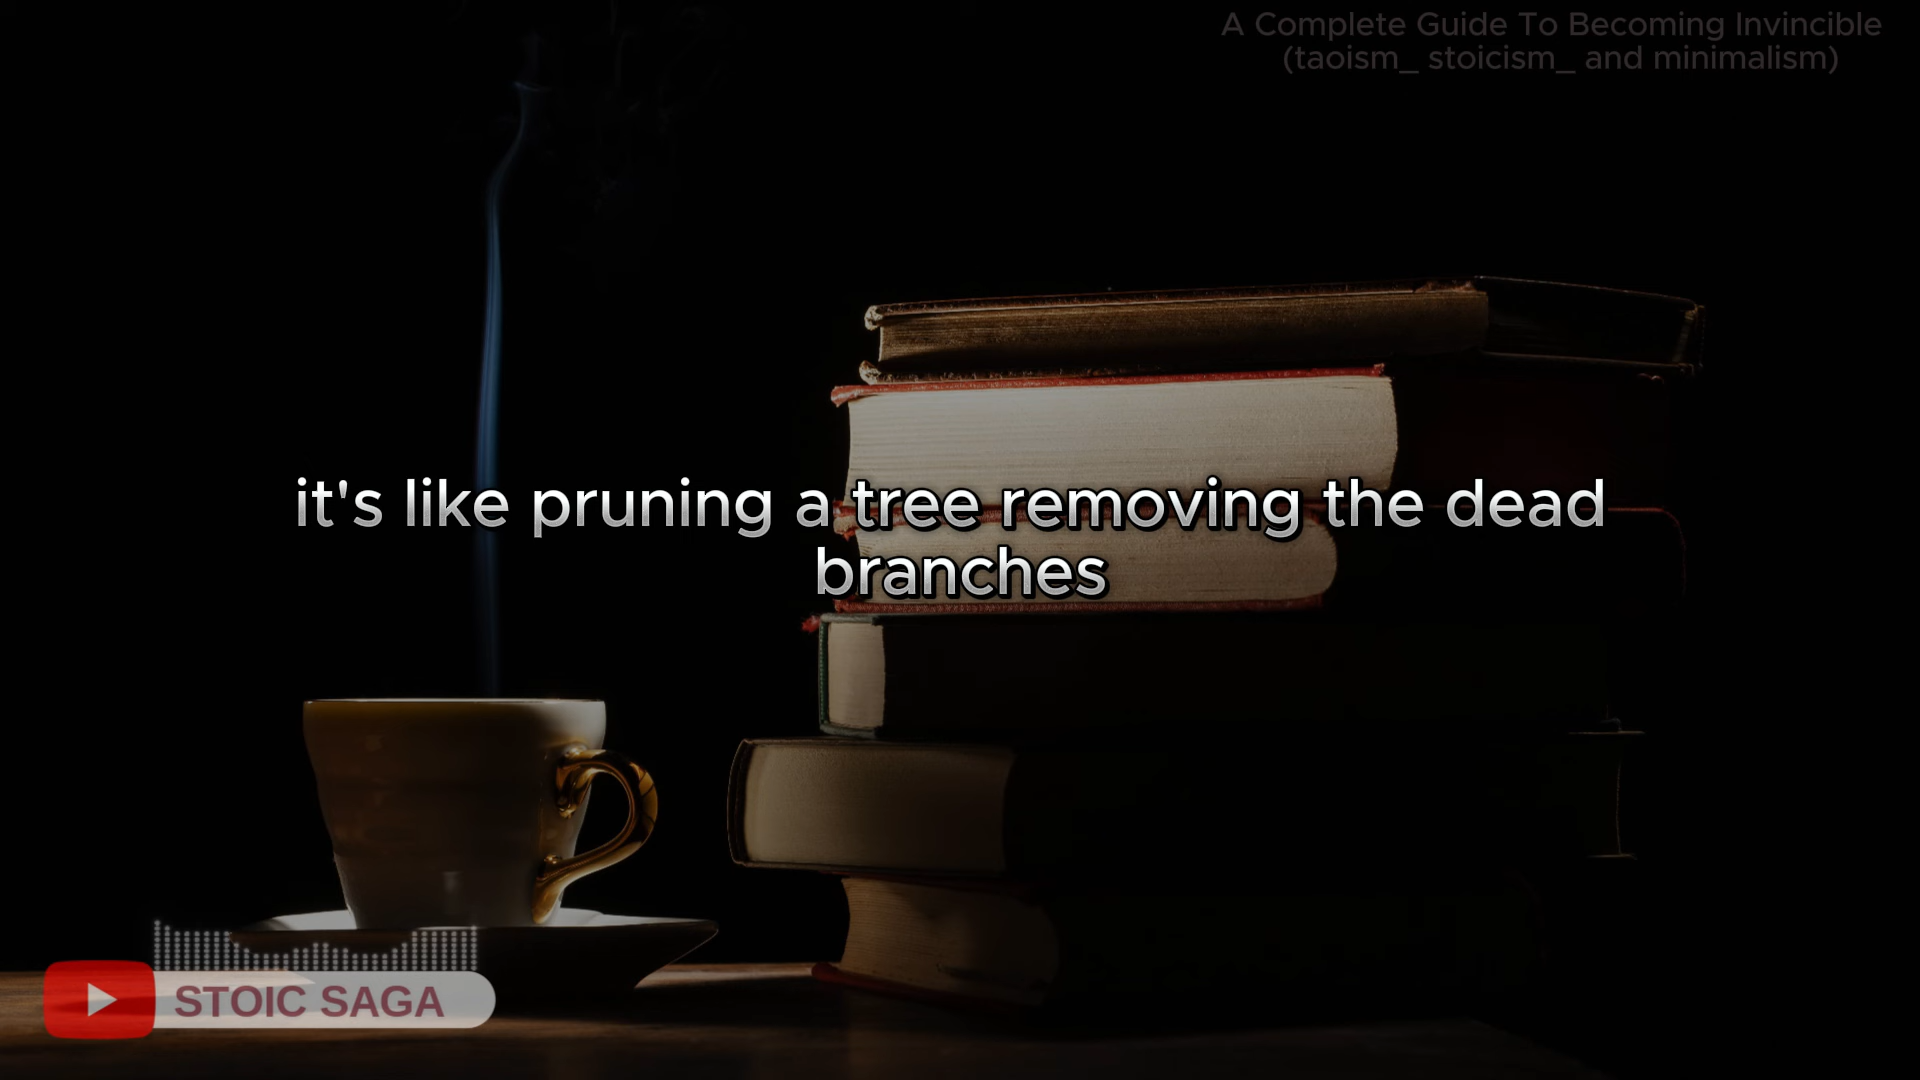 A Complete Guide To Becoming Invincible
(taoism_ stoicism_ and minimalism)
it's like pruning a tree removing the dead
branches
STOIC SAGA